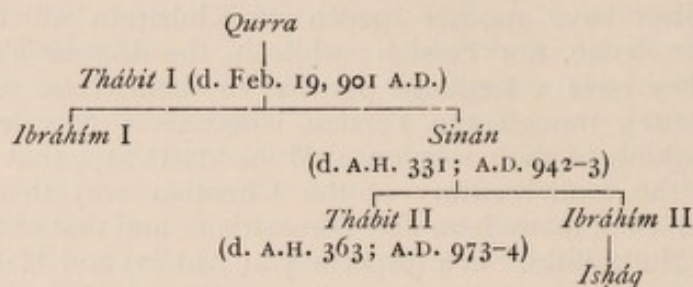 Qurra
Thábit I (d. Feb. 19, 901 A.D.)
Ibráhím I Sinán
(d. A.H. 331; A.D. 942–3)
Thábit II Ibráhím II
(d. A.H. 363; A.D. 973–4)
Isháq